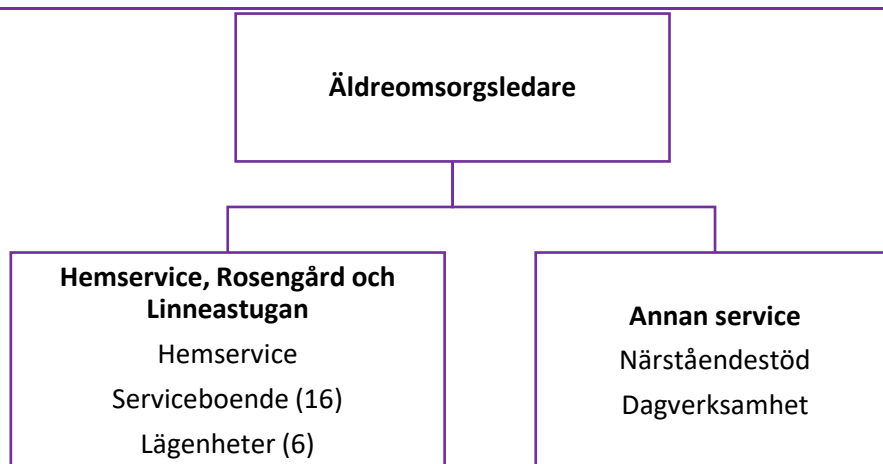 Äldreomsorgsledare
Hemservice, Rosengård och
Linneastugan
Hemservice
Serviceboende (16)
Lägenheter (6)
Annan service
Närståendestöd
Dagverksamhet